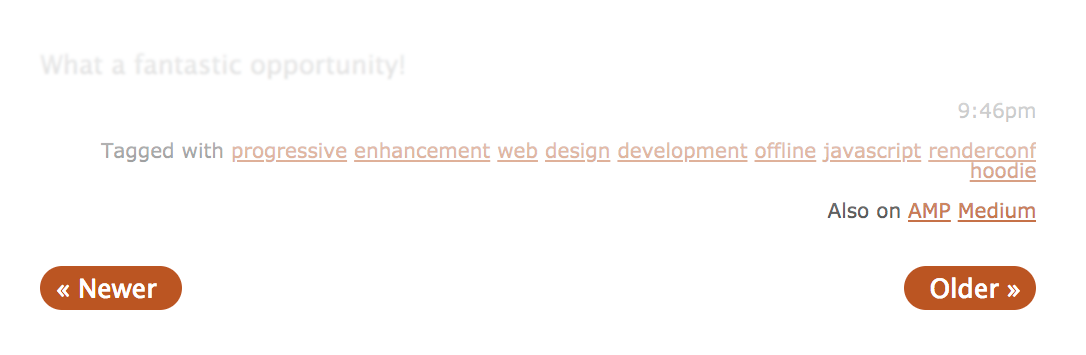 What a fantastic opportunity!
9:46pm
Tagged with progressive enhancement web design development offline javascript renderconf
hoodie
Also on AMP Medium
« Newer
Older »